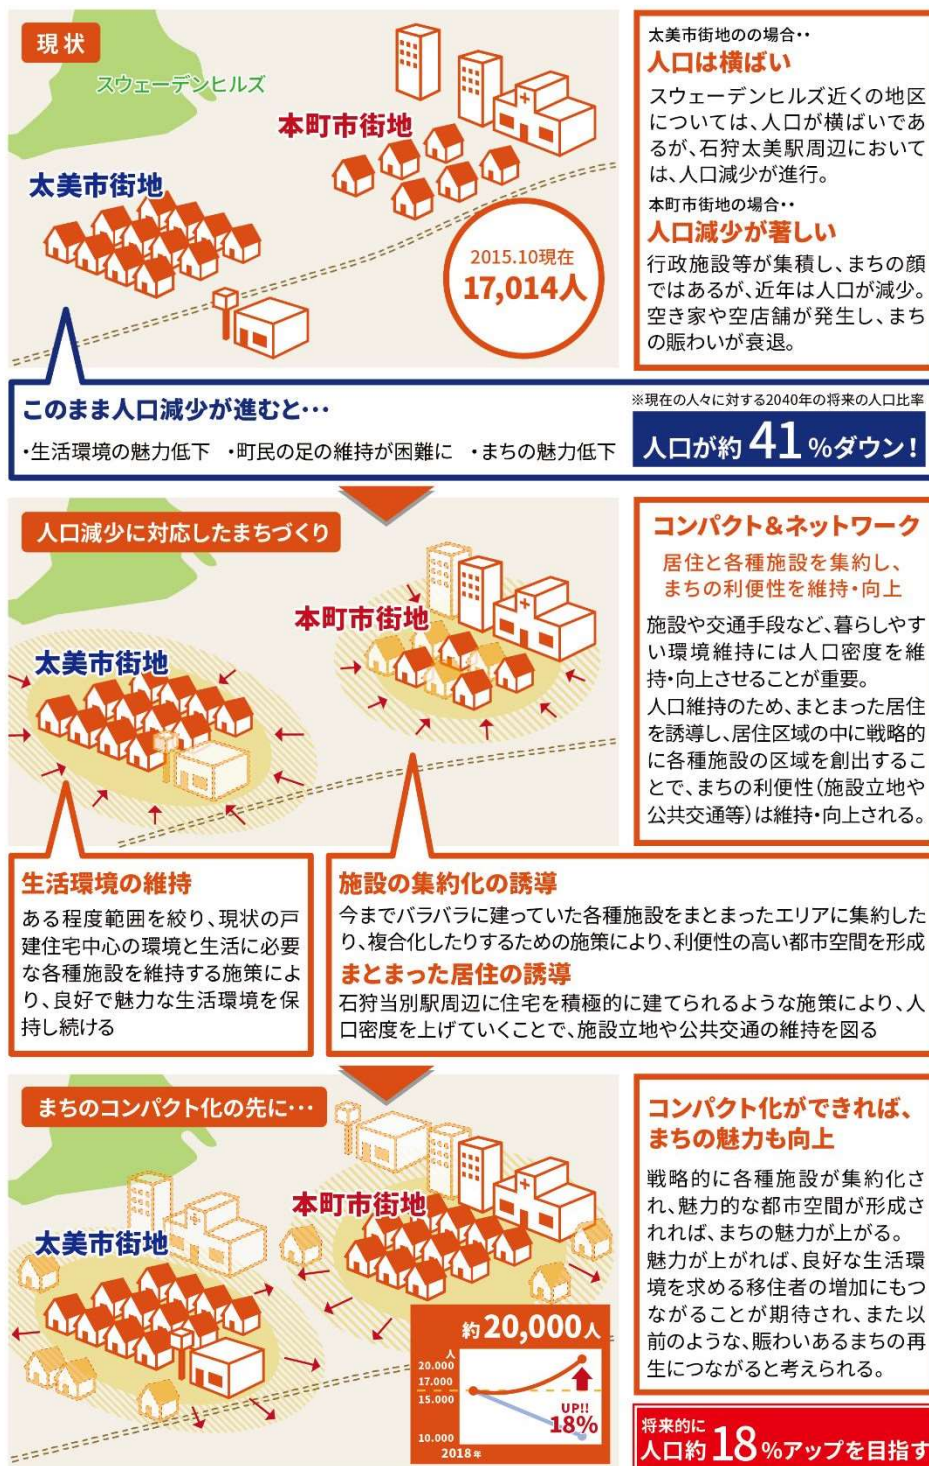 現状
スウェーデンヒルズ
本町市街地
太美市街地
2015.10現在
17,014人
太美市街地のの場合‥
人口は横ばい
スウェーデンヒルズ近くの地区
については、人口が横ばいであ
るが、石狩太美駅周辺において
は、人口減少が進行。
本町市街地の場合‥
人口減少が著しい
行政施設等が集積し、まちの顔
ではあるが、近年は人口が減少。
空き家や空店舗が発生し、まち
の賑わいが衰退。
このまま人口減少が進むと…
・生活環境の魅力低下 ・町民の足の維持が困難に ・まちの魅力低下
※現在の人々に対する2040年の将来の人口比率
人口が約41%ダウン!
人口減少に対応したまちづくり
本町市街地
太美市街地
コンパクト&ネットワーク
居住と各種施設を集約し、
まちの利便性を維持・向上
施設や交通手段など、暮らしやす
い環境維持には人口密度を維
持・向上させることが重要。
人口維持のため、まとまった居住
を誘導し、居住区域の中に戦略的
に各種施設の区域を創出するこ
とで、まちの利便性(施設立地や
公共交通等)は維持・向上される。
生活環境の維持
ある程度範囲を絞り、現状の戸
建住宅中心の環境と生活に必要
な各種施設を維持する施策によ
り、良好で魅力な生活環境を保
持し続ける
施設の集約化の誘導
今までバラバラに建っていた各種施設をまとまったエリアに集約した
り、複合化したりするための施策により、利便性の高い都市空間を形成
まとまった居住の誘導
石狩当別駅周辺に住宅を積極的に建てられるような施策により、人
口密度を上げていくことで、施設立地や公共交通の維持を図る
まちのコンパクト化の先に…
本町市街地
太美市街地
約20,000人
人
20.000
17.000
15.000
10.000
2018年
UP!!
18%
コンパクト化ができれば、
まちの魅力も向上
戦略的に各種施設が集約化さ
れ、魅力的な都市空間が形成さ
れれば、まちの魅力が上がる。
魅力が上がれば、良好な生活環
境を求める移住者の増加にもつ
ながることが期待され、また以
前のような、賑わいあるまちの再
生につながると考えられる。
将来的に
人口約18%アップを目指す